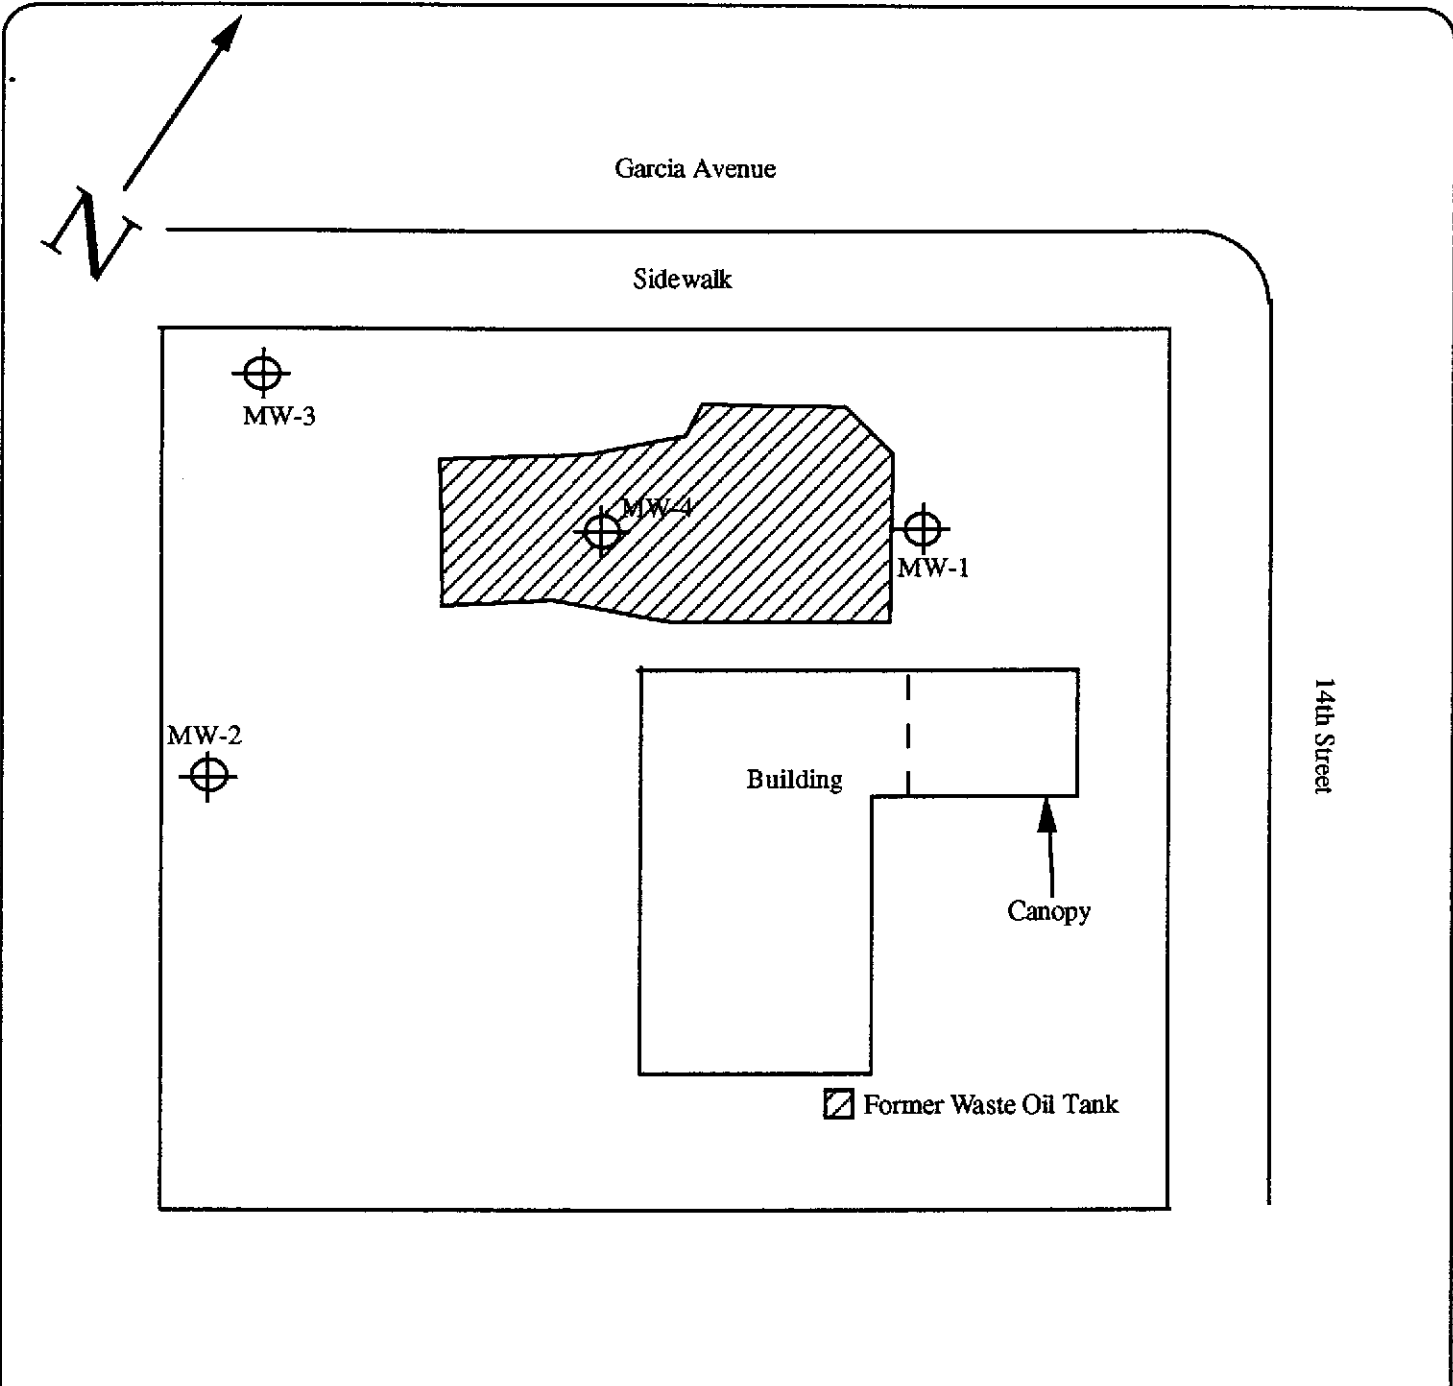 N
Garcia Avenue
Sidewalk
MW-3
MW-4
MW-1
MW-2
Building
14th Street
Canopy
Former Waste Oil Tank